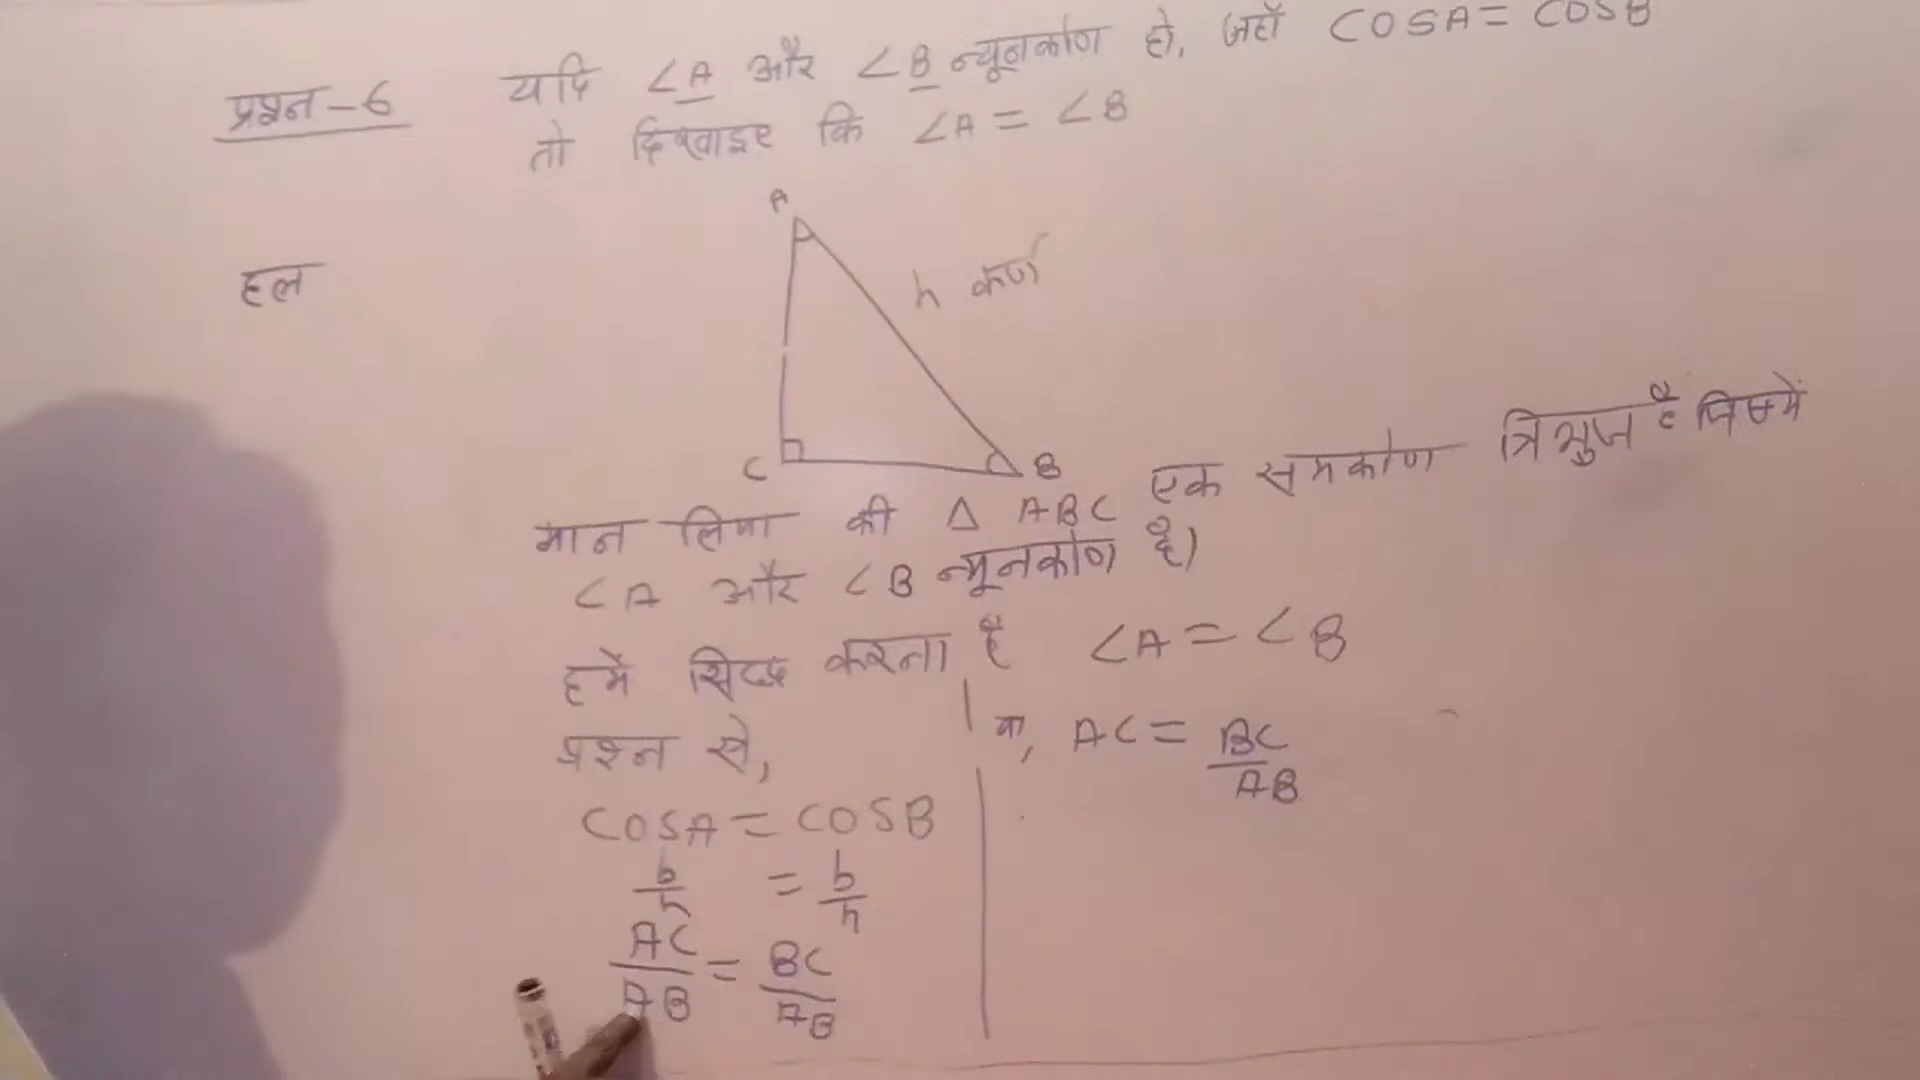 प्रश्न-6 यदि ∠A और ∠B न्यूनकोण हो, जहाँ COSA = COSB
तो दिखाइए कि ∠A = ∠B
हल
A
h कर्ण
C
B
मान लिया की Δ ABC एक समकोण त्रिभुज है जिसमें
∠A और ∠B न्यूनकोण है।
हमें सिद्ध करना है ∠A = ∠B
प्रश्न से,
COSA = COSB
b/h = b/h
AC/AB = BC/AB
या, AC = BC/AB